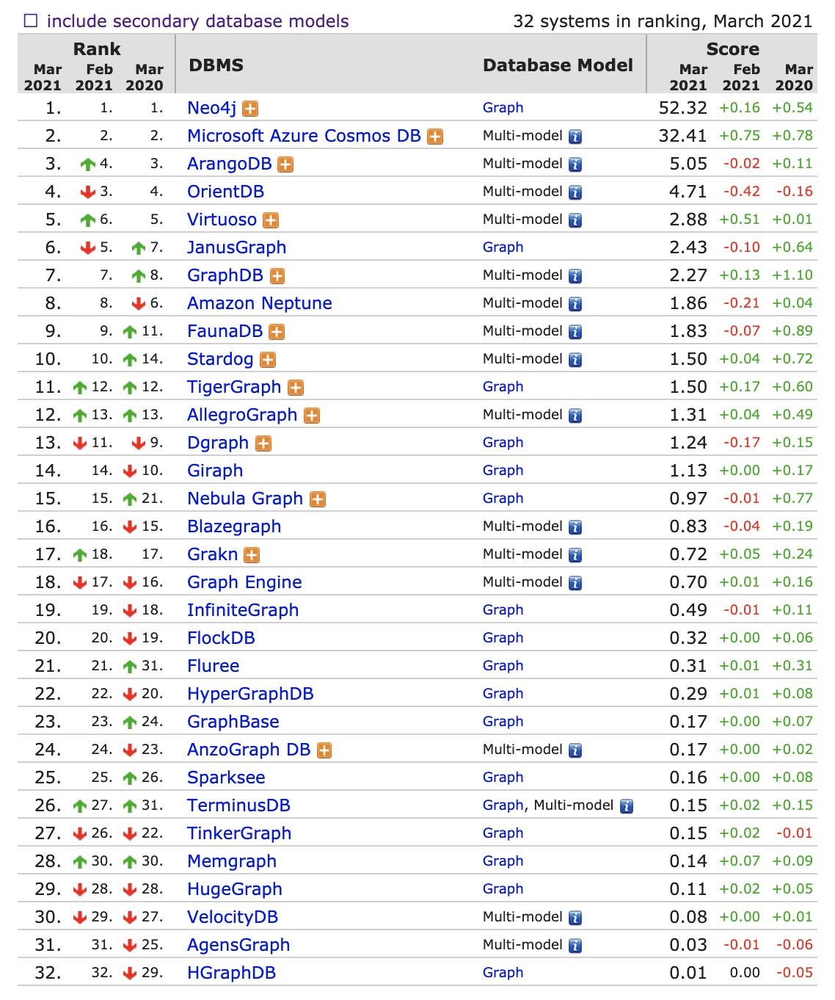 include secondary database models 32 systems in ranking, March 2021
Rank DBMS Database Model Score
Mar 2021 Feb 2021 Mar 2020 Mar 2021 Feb 2021 Mar 2020
1. 1. 1. Neo4j Graph 52.32 +0.16 +0.54
2. 2. 2. Microsoft Azure Cosmos DB Multi-model 32.41 +0.75 +0.78
3. 4. 3. ArangoDB Multi-model 5.05 -0.02 +0.11
4. 3. 4. OrientDB Multi-model 4.71 -0.42 -0.16
5. 6. 5. Virtuoso Multi-model 2.88 +0.51 +0.01
6. 5. 7. JanusGraph Graph 2.43 -0.10 +0.64
7. 7. 8. GraphDB Multi-model 2.27 +0.13 +1.10
8. 8. 6. Amazon Neptune Multi-model 1.86 -0.21 +0.04
9. 9. 11. FaunaDB Multi-model 1.83 -0.07 +0.89
10. 10. 14. Stardog Multi-model 1.50 +0.04 +0.72
11. 12. 12. TigerGraph Graph 1.50 +0.17 +0.60
12. 13. 13. AllegroGraph Multi-model 1.31 +0.04 +0.49
13. 11. 9. Dgraph Graph 1.24 -0.17 +0.15
14. 14. 10. Giraph Graph 1.13 +0.00 +0.17
15. 15. 21. Nebula Graph Graph 0.97 -0.01 +0.77
16. 16. 15. Blazegraph Multi-model 0.83 -0.04 +0.19
17. 18. 17. Grakn Multi-model 0.72 +0.05 +0.24
18. 17. 16. Graph Engine Multi-model 0.70 +0.01 +0.16
19. 19. 18. InfiniteGraph Graph 0.49 -0.01 +0.11
20. 20. 19. FlockDB Graph 0.32 +0.00 +0.06
21. 21. 31. Fluree Graph 0.31 +0.01 +0.31
22. 22. 20. HyperGraphDB Graph 0.29 +0.01 +0.08
23. 23. 24. GraphBase Graph 0.17 +0.00 +0.07
24. 24. 23. AnzoGraph DB Multi-model 0.17 +0.00 +0.02
25. 25. 26. Sparksee Graph 0.16 +0.00 +0.08
26. 27. 31. TerminusDB Graph, Multi-model 0.15 +0.02 +0.15
27. 26. 22. TinkerGraph Graph 0.15 +0.02 -0.01
28. 30. 30. Memgraph Graph 0.14 +0.07 +0.09
29. 28. 28. HugeGraph Graph 0.11 +0.02 +0.05
30. 29. 27. VelocityDB Multi-model 0.08 +0.00 +0.01
31. 31. 25. AgensGraph Multi-model 0.03 -0.01 -0.06
32. 32. 29. HGraphDB Graph 0.01 0.00 -0.05